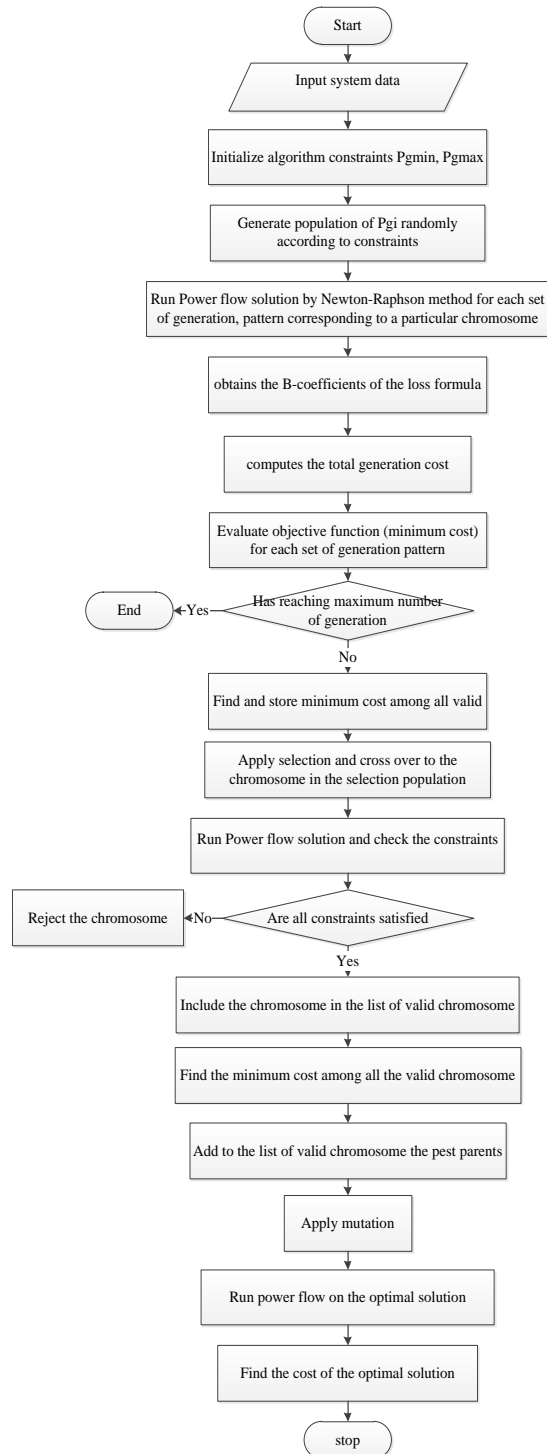 Start
Input system data
Initialize algorithm constraints Pgmin, Pgmax
Generate population of Pgi randomly
according to constraints
Run Power flow solution by Newton-Raphson method for each set
of generation, pattern corresponding to a particular chromosome
obtains the B-coefficients of the loss formula
computes the total generation cost
Evaluate objective function (minimum cost)
for each set of generation pattern
Has reaching maximum number
of generation
Yes
End
No
Find and store minimum cost among all valid
Apply selection and cross over to the
chromosome in the selection population
Run Power flow solution and check the constraints
Are all constraints satisfied
No
Reject the chromosome
Yes
Include the chromosome in the list of valid chromosome
Find the minimum cost among all the valid chromosome
Add to the list of valid chromosome the pest parents
Apply mutation
Run power flow on the optimal solution
Find the cost of the optimal solution
stop